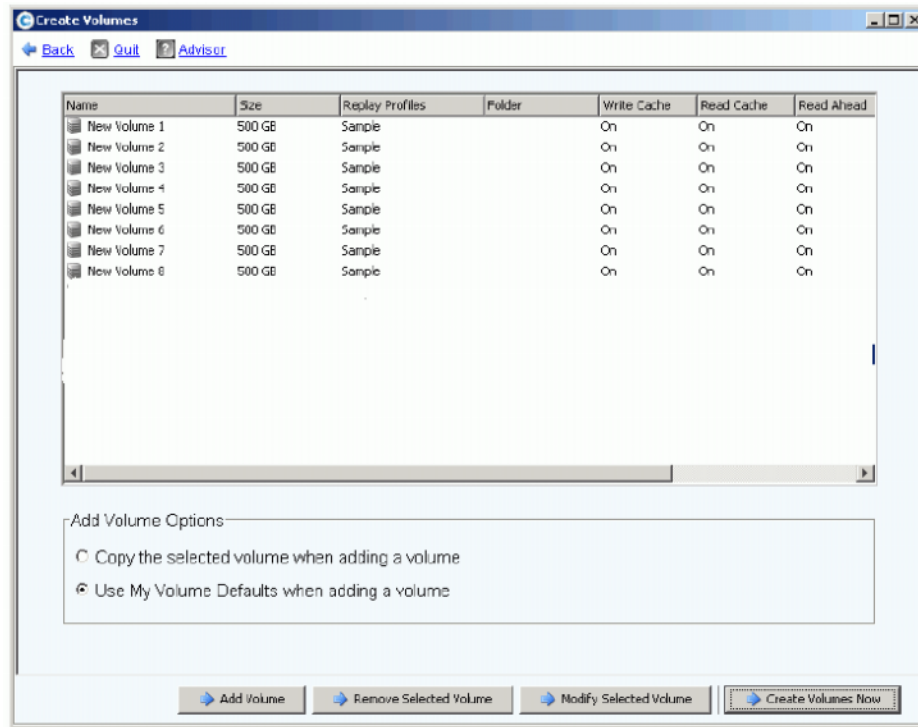 Create Volumes
Back Quit Advisor
Name Size Replay Profiles Folder Write Cache Read Cache Read Ahead
New Volume 1 500 GB Sample On On On
New Volume 2 500 GB Sample On On On
New Volume 3 500 GB Sample On On On
New Volume 4 500 GB Sample On On On
New Volume 5 500 GB Sample On On On
New Volume 6 500 GB Sample On On On
New Volume 7 500 GB Sample On On On
New Volume 8 500 GB Sample On On On
Add Volume Options
Copy the selected volume when adding a volume
Use My Volume Defaults when adding a volume
Add Volume Remove Selected Volume Modify Selected Volume Create Volumes Now